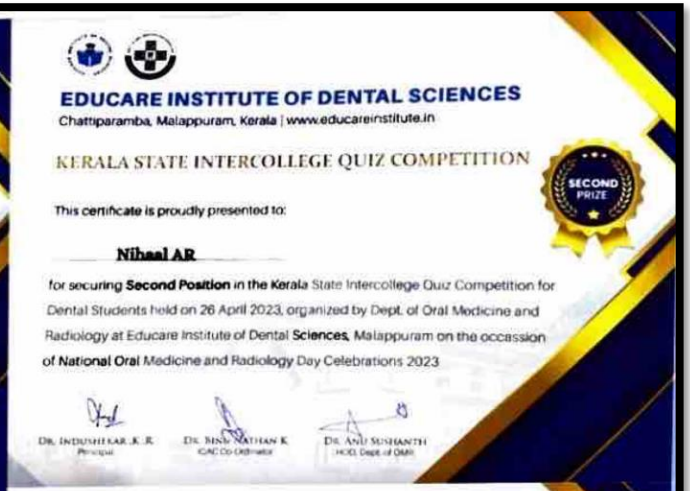 EDUCARE INSTITUTE OF DENTAL SCIENCES
Chattiparamba, Malappuram, Kerala | www.educareinstitute.in
KERALA STATE INTERCOLLEGE QUIZ COMPETITION
SECOND
PRIZE
This certificate is proudly presented to:
Nihaal AR
for securing Second Position in the Kerala State Intercollege Quiz Competition for
Dental Students held on 26 April 2023, organized by Dept. of Oral Medicine and
Radiology at Educare Institute of Dental Sciences, Malappuram on the occassion
of National Oral Medicine and Radiology Day Celebrations 2023
DR. INDUSHEKAR .K .R
Principal
DR. BINU NATHAN K
IQAC Co-Ordinator
DR. ANU SUSHANTH
HOD, Dept. of OMR